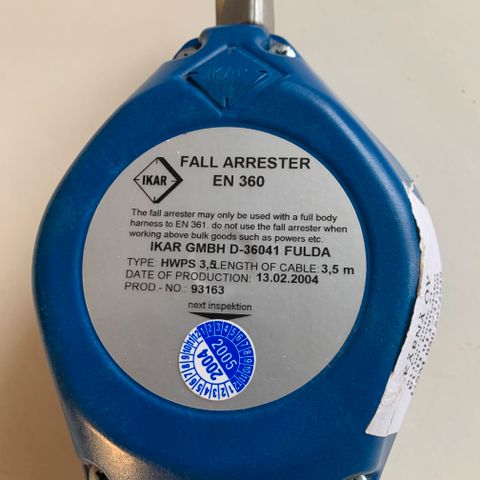 IKAR
IKAR
FALL ARRESTER
EN 360
The fall arrester may only be used with a full body
harness to EN 361. do not use the fall arrester when
working above bulk goods such as powers etc.
IKAR GMBH D-36041 FULDA
TYPE: HWPS 3,5 LENGTH OF CABLE: 3,5 m
DATE OF PRODUCTION: 13.02.2004
PROD - NO.: 93163
next inspektion
2005
2004